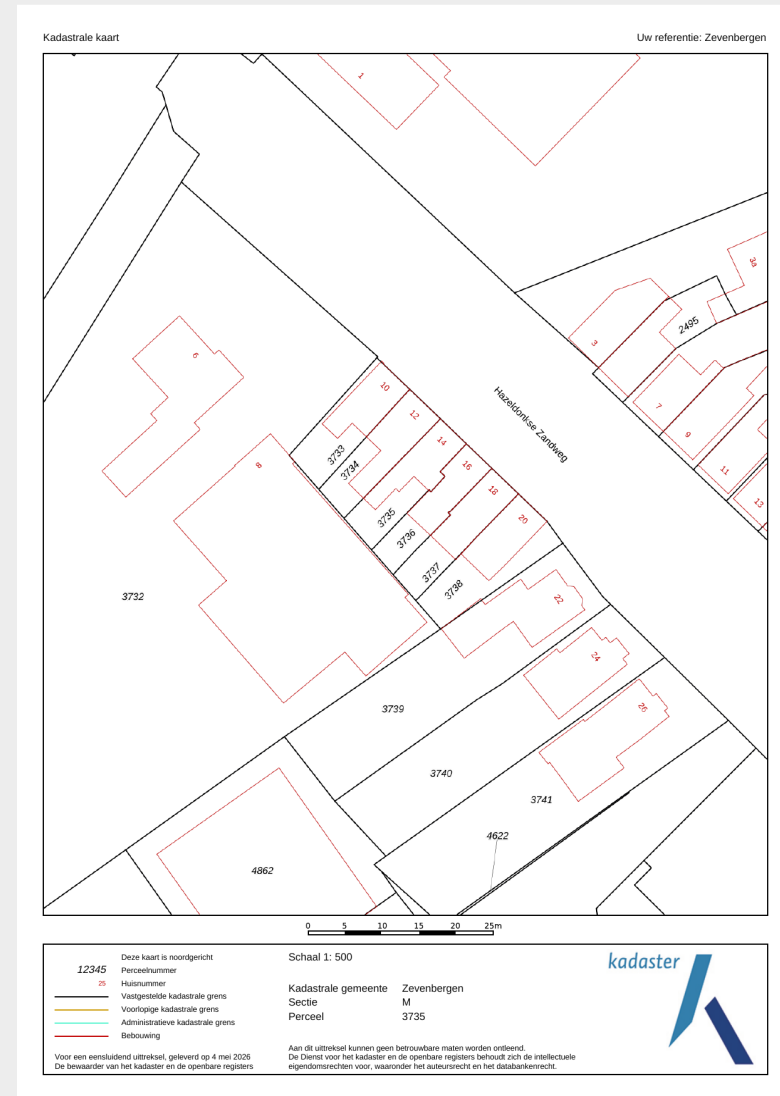 Kadastrale kaart
Uw referentie: Zevenbergen
1
3a
2495
3
6
7
10
Hazeldonkse Zandweg
9
12
14
3733
8
3734
16
11
18
13
3735
20
3736
3737
3738
3732
22
24
3739
26
3740
3741
4622
4862
0 5 10 15 20 25m
Deze kaart is noordgericht
12345 Perceelnummer
25 Huisnummer
Vastgestelde kadastrale grens
Voorlopige kadastrale grens
Administratieve kadastrale grens
Bebouwing
Voor een eensluidend uittreksel, geleverd op 4 mei 2026
De bewaarder van het kadaster en de openbare registers
Schaal 1: 500
Kadastrale gemeente Zevenbergen
Sectie M
Perceel 3735
Aan dit uittreksel kunnen geen betrouwbare maten worden ontleend.
De Dienst voor het kadaster en de openbare registers behoudt zich de intellectuele
eigendomsrechten voor, waaronder het auteursrecht en het databankenrecht.
kadaster